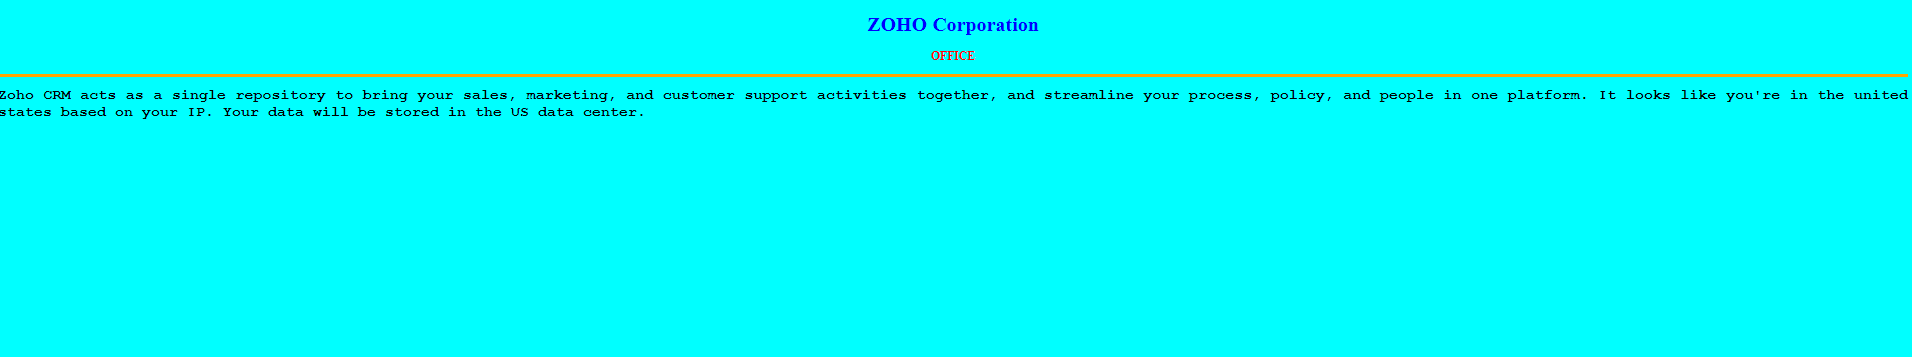 ZOHO Corporation
OFFICE
Zoho CRM acts as a single repository to bring your sales, marketing, and customer support activities together, and streamline your process, policy, and people in one platform. It looks like you're in the united
states based on your IP. Your data will be stored in the US data center.